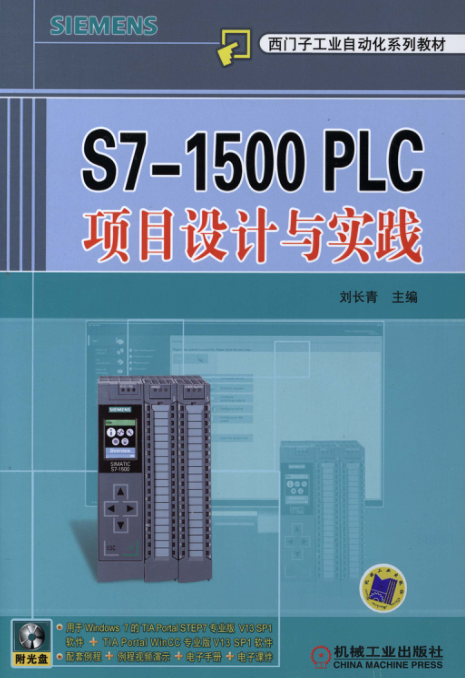 SIEMENS
西门子工业自动化系列教材
S7-1500 PLC
项目设计与实践
刘长青 主编
SIEMENS
SIMATIC
S7-1500
用于 Windows 7 的 TIA Portal STEP7 专业版 V13 SP1
软件 + TIA Portal WinCC 专业版 V13 SP1 软件
配套例程 + 例程视频演示 + 电子手册 + 电子课件
附光盘
机械工业出版社
CHINA MACHINE PRESS